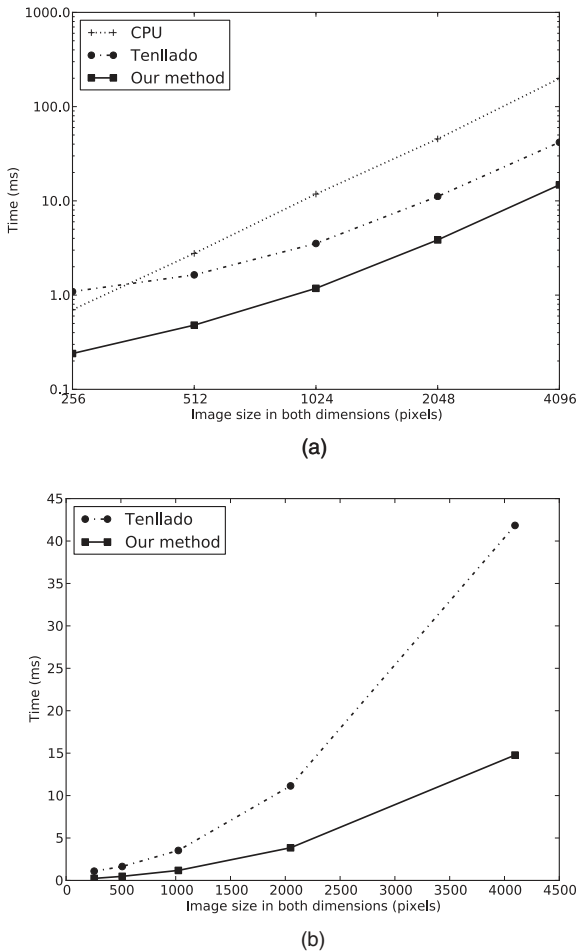 1000.0
CPU
Tenllado
Our method
100.0
10.0
1.0
0.1
Time (ms)
256
512
1024
2048
4096
Image size in both dimensions (pixels)
(a)
45
Tenllado
Our method
40
35
30
25
20
15
10
5
0
Time (ms)
0
500
1000
1500
2000
2500
3000
3500
4000
4500
Image size in both dimensions (pixels)
(b)